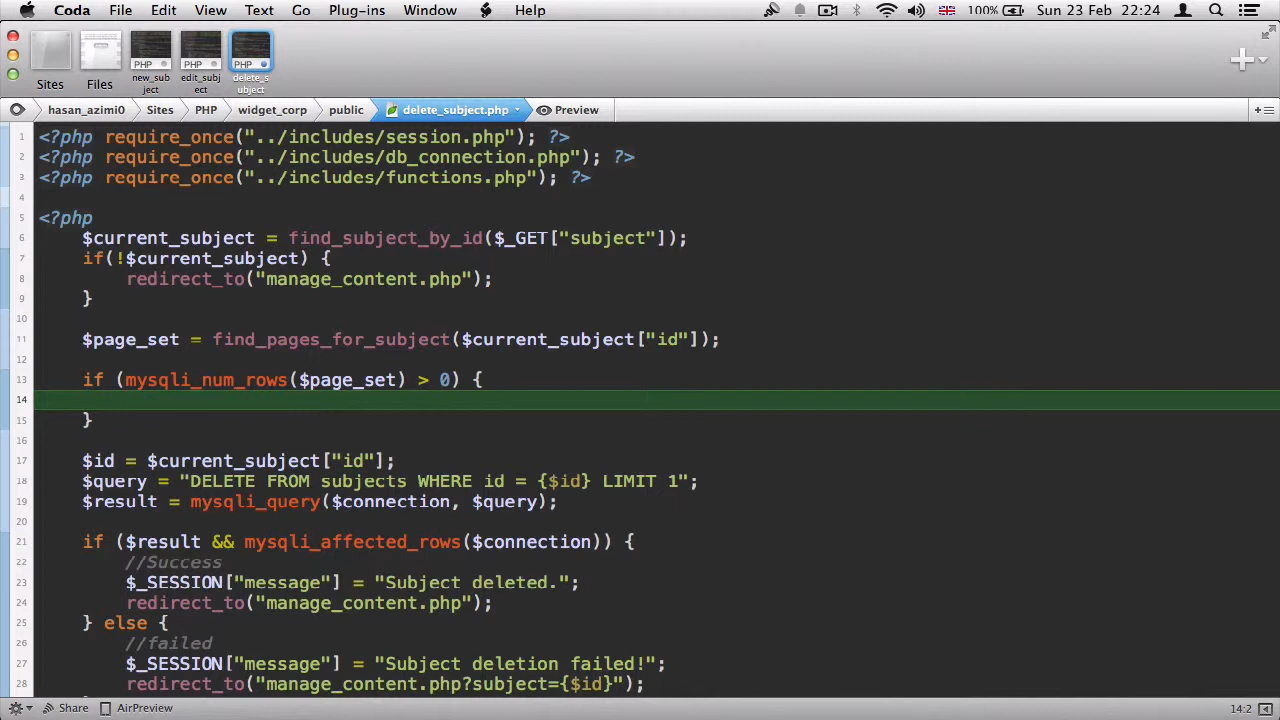 Coda File Edit View Text Go Plug-ins Window Help 100% Sun 23 Feb 22:24
Sites Files new_subject edit_subject delete_subject
PHP PHP PHP
hasan_azimi0 Sites PHP widget_corp public delete_subject.php Preview
1 <?php require_once("../includes/session.php"); ?>
2 <?php require_once("../includes/db_connection.php"); ?>
3 <?php require_once("../includes/functions.php"); ?>
4
5 <?php
6 $current_subject = find_subject_by_id($_GET["subject"]);
7 if(!$current_subject) {
8 redirect_to("manage_content.php");
9 }
10
11 $page_set = find_pages_for_subject($current_subject["id"]);
12
13 if (mysqli_num_rows($page_set) > 0) {
14
15 }
16
17 $id = $current_subject["id"];
18 $query = "DELETE FROM subjects WHERE id = {$id} LIMIT 1";
19 $result = mysqli_query($connection, $query);
20
21 if ($result && mysqli_affected_rows($connection)) {
22 //Success
23 $_SESSION["message"] = "Subject deleted.";
24 redirect_to("manage_content.php");
25 } else {
26 //failed
27 $_SESSION["message"] = "Subject deletion failed!";
28 redirect_to("manage_content.php?subject={$id}");
Share AirPreview 14:2